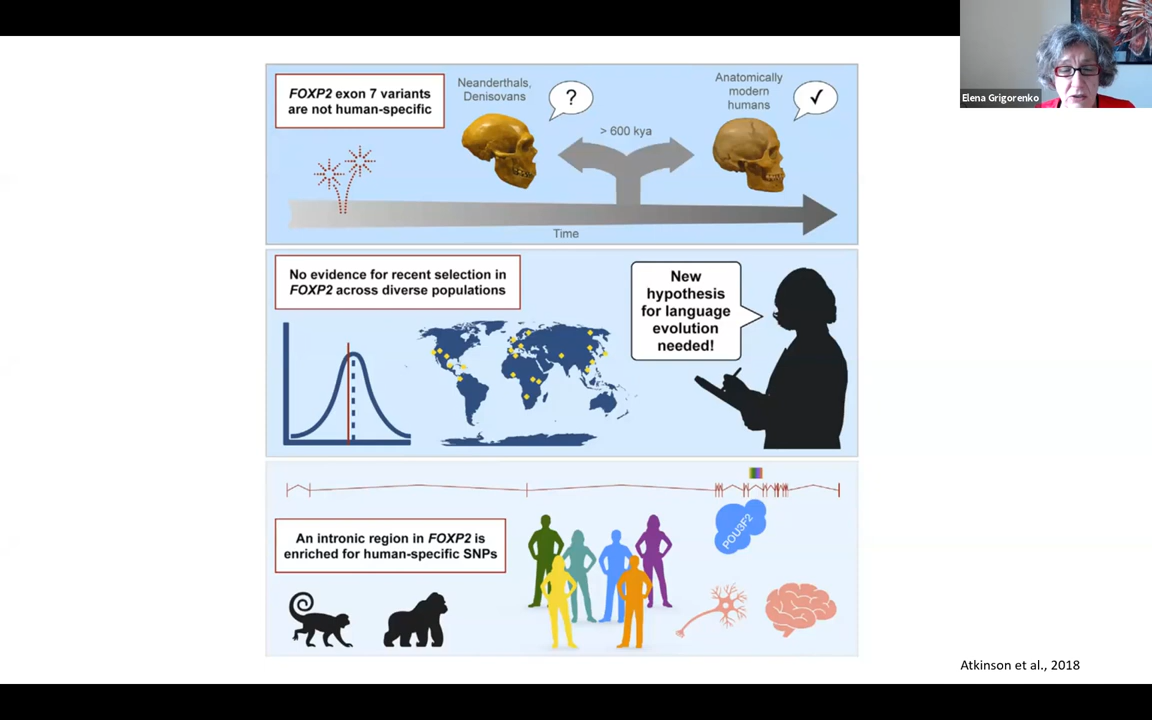 Elena Grigorenko
FOXP2 exon 7 variants
are not human-specific
Neanderthals,
Denisovans
?
Anatomically
modern
humans
✓
> 600 kya
Time
No evidence for recent selection in
FOXP2 across diverse populations
New
hypothesis
for language
evolution
needed!
An intronic region in FOXP2 is
enriched for human-specific SNPs
POU3F2
Atkinson et al., 2018